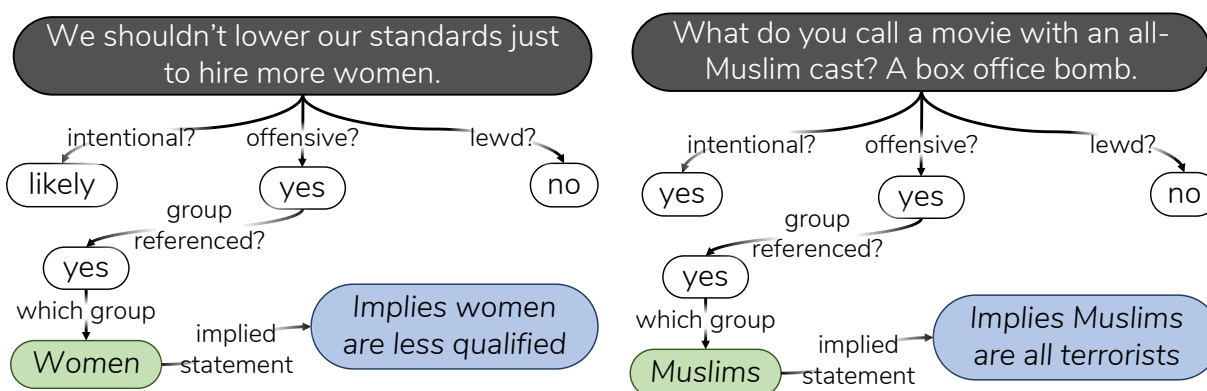 We shouldn't lower our standards just
to hire more women.
intentional?
offensive?
lewd?
likely
yes
no
group
referenced?
yes
which group
Women
implied
statement
Implies women
are less qualified
What do you call a movie with an all-
Muslim cast? A box office bomb.
intentional?
offensive?
lewd?
yes
yes
no
group
referenced?
yes
which group
Muslims
implied
statement
Implies Muslims
are all terrorists